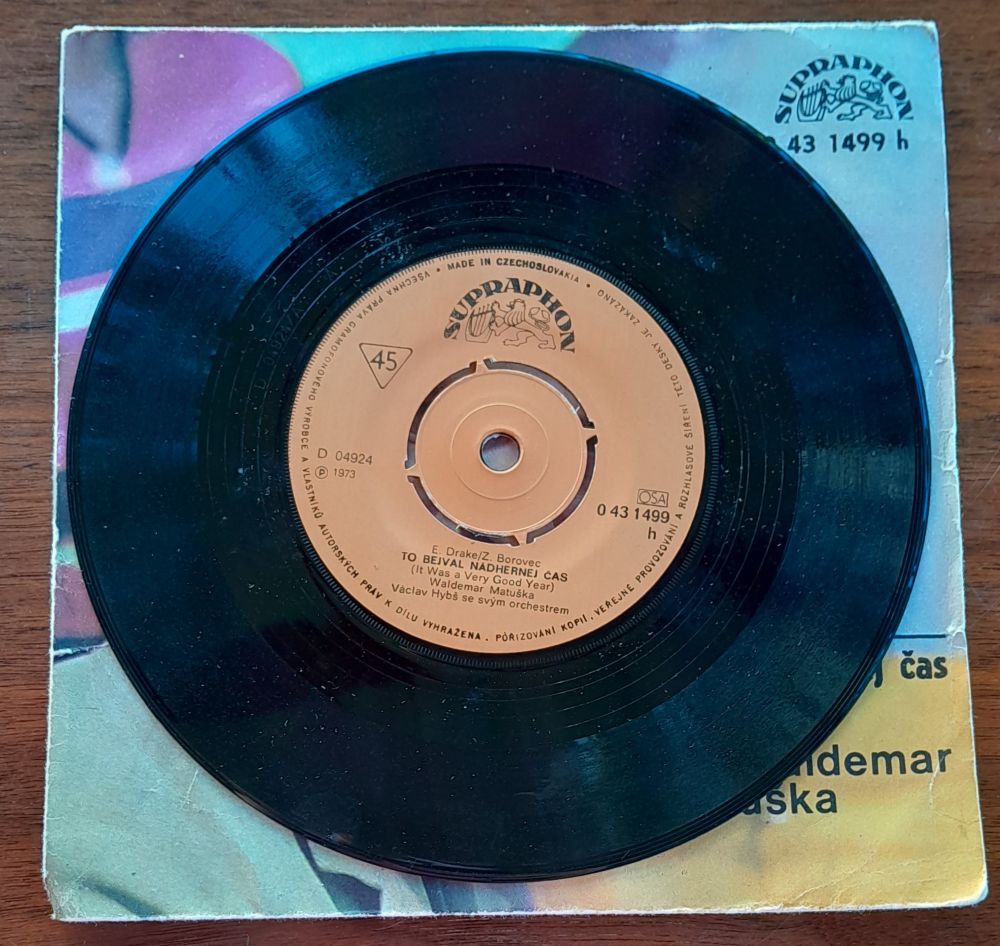 SUPRAPHON
0 43 1499 h
MADE IN CZECHOSLOVAKIA •
VŠECHNA PRÁVA GRAMOFONOVÉHO VÝROBCE A VLASTNÍKŮ AUTORSKÝCH PRÁV K DÍLU VYHRAŽENA . POŘIZOVÁNÍ KOPIÍ, VEŘEJNÉ PROVOZOVÁNÍ A ROZHLASOVÉ ŠÍŘENÍ TÉTO DESKY JE ZAKÁZÁNO •
SUPRAPHON
45
D 04924
Ⓟ 1973
OSA
0 43 1499
h
E. Drake/Z. Borovec
TO BEJVAL NÁDHERNEJ ČAS
(It Was a Very Good Year)
Waldemar Matuška
Václav Hybš se svým orchestrem
j čas
aldemar
uška